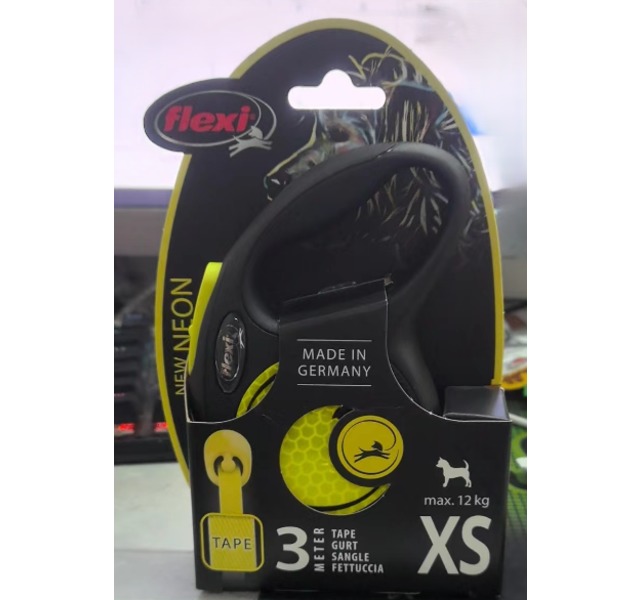 flexi
NEW NEON
flexi
MADE IN
GERMANY
TAPE
3
METER
TAPE
GURT
SANGLE
FETTUCCIA
max. 12 kg
XS